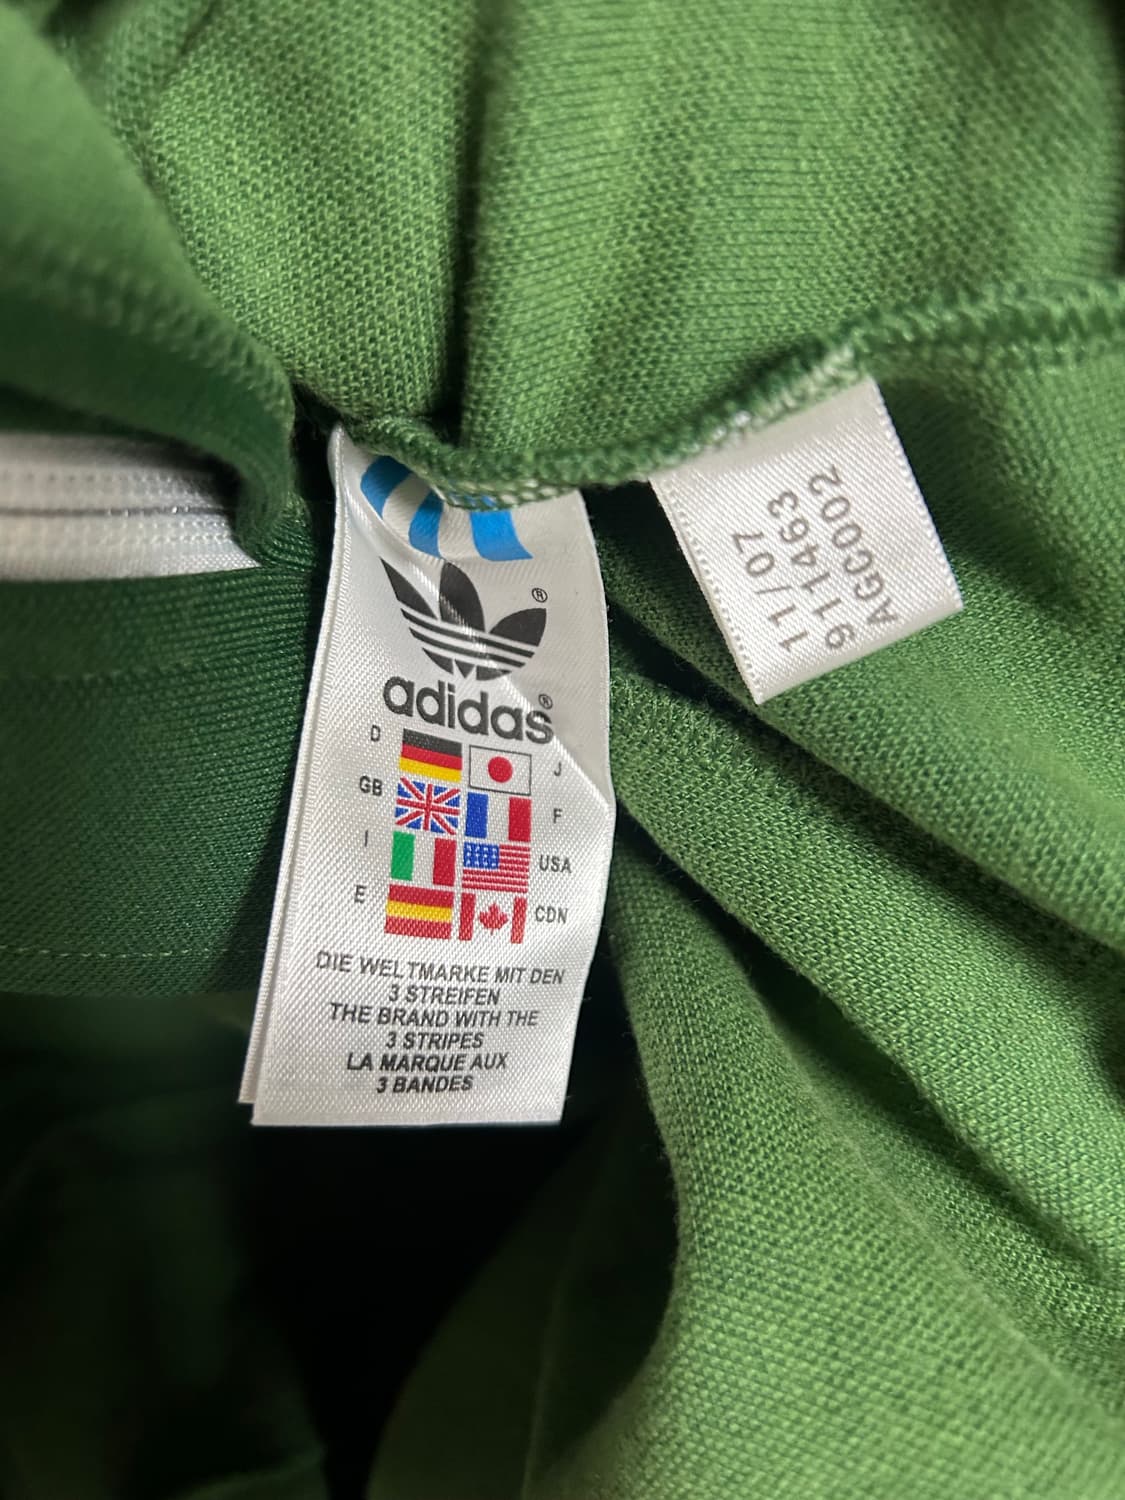 ®
adidas®
D J
GB F
I USA
E CDN
DIE WELTMARKE MIT DEN
3 STREIFEN
THE BRAND WITH THE
3 STRIPES
LA MARQUE AUX
3 BANDES
11/07
911463
AGC002